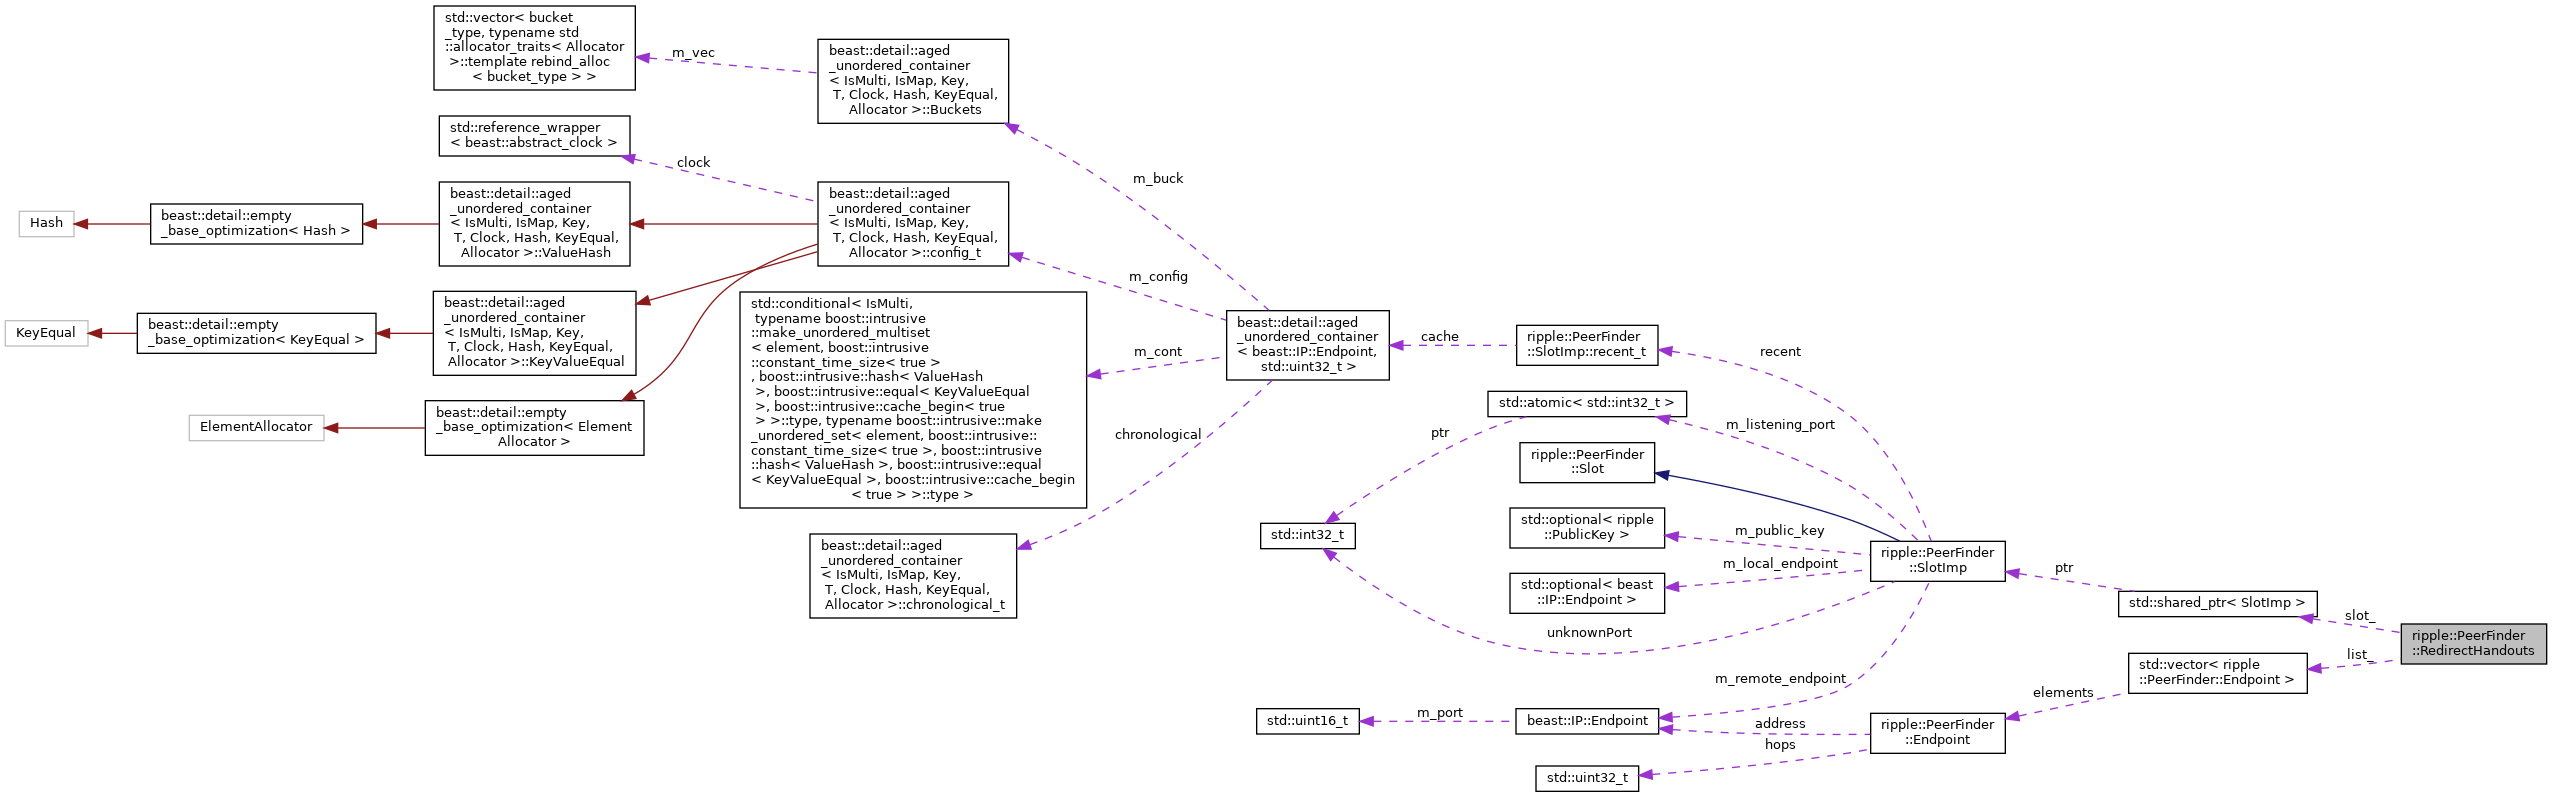 std::vector< bucket
_type, typename std
::allocator_traits< Allocator
>::template rebind_alloc
< bucket_type > >
m_vec
beast::detail::aged
_unordered_container
< IsMulti, IsMap, Key,
T, Clock, Hash, KeyEqual,
Allocator >::Buckets
std::reference_wrapper
< beast::abstract_clock >
clock
m_buck
Hash
beast::detail::empty
_base_optimization< Hash >
beast::detail::aged
_unordered_container
< IsMulti, IsMap, Key,
T, Clock, Hash, KeyEqual,
Allocator >::ValueHash
beast::detail::aged
_unordered_container
< IsMulti, IsMap, Key,
T, Clock, Hash, KeyEqual,
Allocator >::config_t
m_config
KeyEqual
beast::detail::empty
_base_optimization< KeyEqual >
beast::detail::aged
_unordered_container
< IsMulti, IsMap, Key,
T, Clock, Hash, KeyEqual,
Allocator >::KeyValueEqual
std::conditional< IsMulti,
typename boost::intrusive
::make_unordered_multiset
< element, boost::intrusive
::constant_time_size< true >
, boost::intrusive::hash< ValueHash
>, boost::intrusive::equal< KeyValueEqual
>, boost::intrusive::cache_begin< true
> >::type, typename boost::intrusive::make
_unordered_set< element, boost::intrusive::
constant_time_size< true >, boost::intrusive
::hash< ValueHash >, boost::intrusive::equal
< KeyValueEqual >, boost::intrusive::cache_begin
< true > >::type >
m_cont
beast::detail::aged
_unordered_container
< beast::IP::Endpoint,
std::uint32_t >
cache
ripple::PeerFinder
::SlotImp::recent_t
recent
ElementAllocator
beast::detail::empty
_base_optimization< Element
Allocator >
chronological
ptr
std::atomic< std::int32_t >
m_listening_port
ripple::PeerFinder
::Slot
beast::detail::aged
_unordered_container
< IsMulti, IsMap, Key,
T, Clock, Hash, KeyEqual,
Allocator >::chronological_t
std::int32_t
std::optional< ripple
::PublicKey >
m_public_key
std::optional< beast
::IP::Endpoint >
m_local_endpoint
unknownPort
ripple::PeerFinder
::SlotImp
ptr
std::shared_ptr< SlotImp >
slot_
ripple::PeerFinder
::RedirectHandouts
list_
std::vector< ripple
::PeerFinder::Endpoint >
elements
m_remote_endpoint
std::uint16_t
m_port
beast::IP::Endpoint
address
hops
ripple::PeerFinder
::Endpoint
std::uint32_t